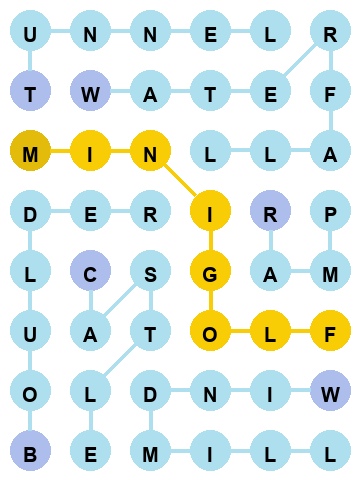 U N N E L R
T W A T E F
M I N L L A
D E R I R P
L C S G A M
U A T O L F
O L D N I W
B E M I L L